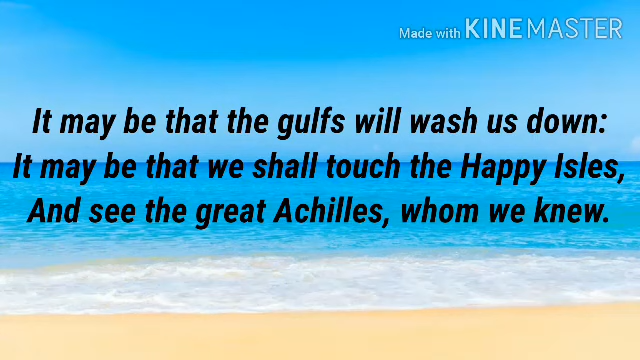 Made with KINEMASTER
It may be that the gulfs will wash us down:
It may be that we shall touch the Happy Isles,
And see the great Achilles, whom we knew.